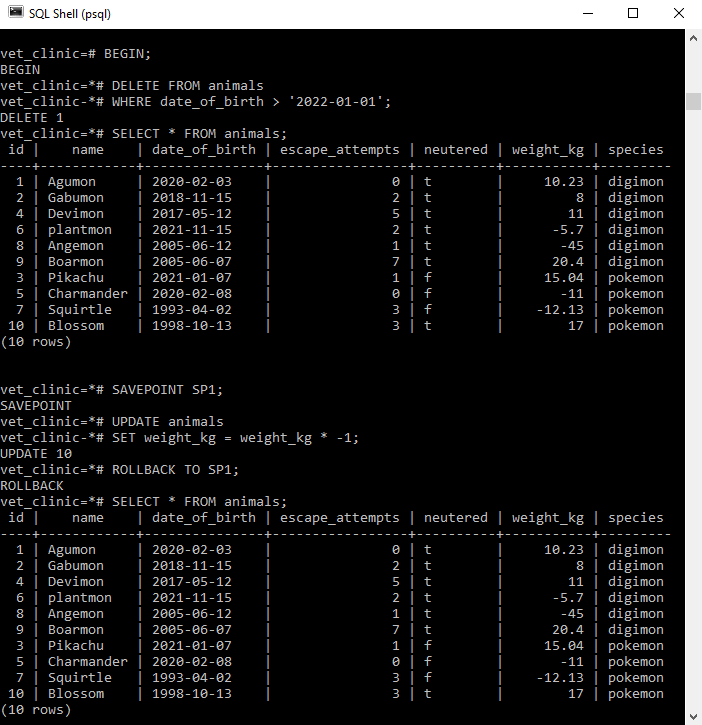 SQL Shell (psql)
vet_clinic=# BEGIN;
BEGIN
vet_clinic=*# DELETE FROM animals
vet_clinic-*# WHERE date_of_birth > '2022-01-01';
DELETE 1
vet_clinic=*# SELECT * FROM animals;
 id |    name    | date_of_birth | escape_attempts | neutered | weight_kg | species
----+------------+---------------+-----------------+----------+-----------+---------
  1 | Agumon     | 2020-02-03    |               0 | t        |     10.23 | digimon
  2 | Gabumon    | 2018-11-15    |               2 | t        |         8 | digimon
  4 | Devimon    | 2017-05-12    |               5 | t        |        11 | digimon
  6 | plantmon   | 2021-11-15    |               2 | t        |      -5.7 | digimon
  8 | Angemon    | 2005-06-12    |               1 | t        |       -45 | digimon
  9 | Boarmon    | 2005-06-07    |               7 | t        |      20.4 | digimon
  3 | Pikachu    | 2021-01-07    |               1 | f        |     15.04 | pokemon
  5 | Charmander | 2020-02-08    |               0 | f        |       -11 | pokemon
  7 | Squirtle   | 1993-04-02    |               3 | f        |    -12.13 | pokemon
 10 | Blossom    | 1998-10-13    |               3 | t        |        17 | pokemon
(10 rows)
vet_clinic=*# SAVEPOINT SP1;
SAVEPOINT
vet_clinic=*# UPDATE animals
vet_clinic-*# SET weight_kg = weight_kg * -1;
UPDATE 10
vet_clinic=*# ROLLBACK TO SP1;
ROLLBACK
vet_clinic=*# SELECT * FROM animals;
 id |    name    | date_of_birth | escape_attempts | neutered | weight_kg | species
----+------------+---------------+-----------------+----------+-----------+---------
  1 | Agumon     | 2020-02-03    |               0 | t        |     10.23 | digimon
  2 | Gabumon    | 2018-11-15    |               2 | t        |         8 | digimon
  4 | Devimon    | 2017-05-12    |               5 | t        |        11 | digimon
  6 | plantmon   | 2021-11-15    |               2 | t        |      -5.7 | digimon
  8 | Angemon    | 2005-06-12    |               1 | t        |       -45 | digimon
  9 | Boarmon    | 2005-06-07    |               7 | t        |      20.4 | digimon
  3 | Pikachu    | 2021-01-07    |               1 | f        |     15.04 | pokemon
  5 | Charmander | 2020-02-08    |               0 | f        |       -11 | pokemon
  7 | Squirtle   | 1993-04-02    |               3 | f        |    -12.13 | pokemon
 10 | Blossom    | 1998-10-13    |               3 | t        |        17 | pokemon
(10 rows)